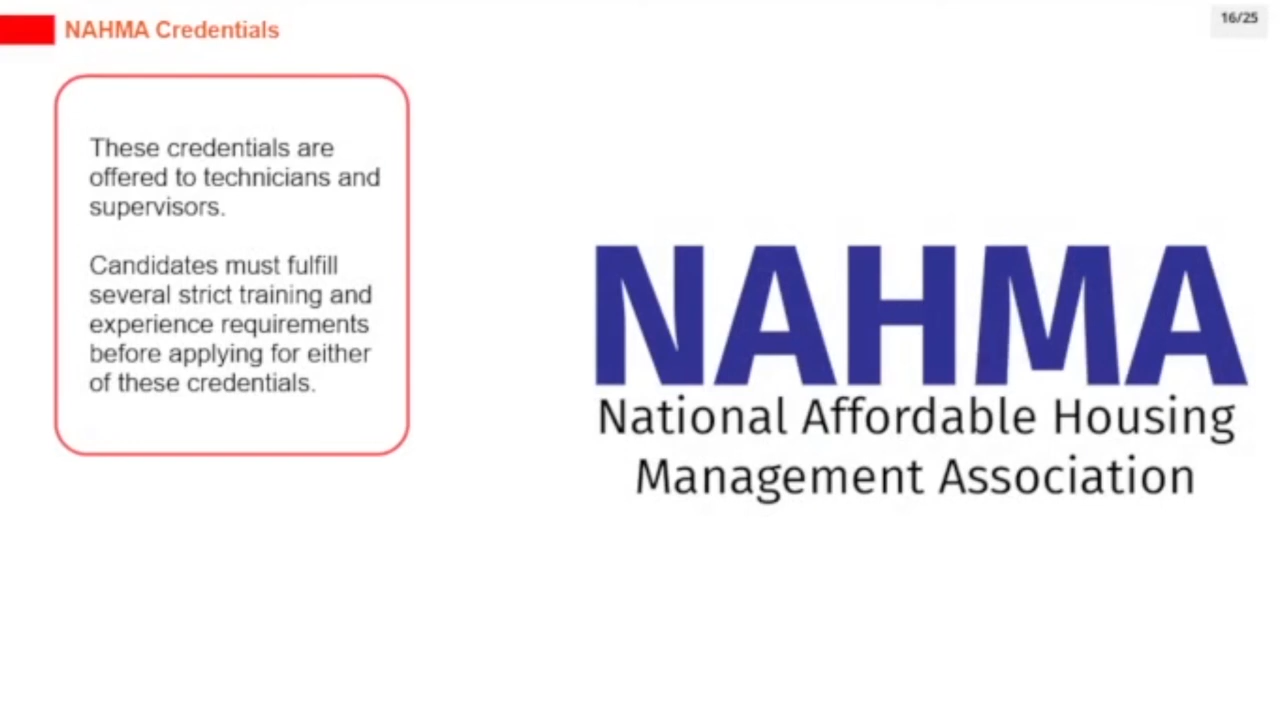 NAHMA Credentials
16/25
These credentials are
offered to technicians and
supervisors.
Candidates must fulfill
several strict training and
experience requirements
before applying for either
of these credentials.
NAHMA
National Affordable Housing
Management Association